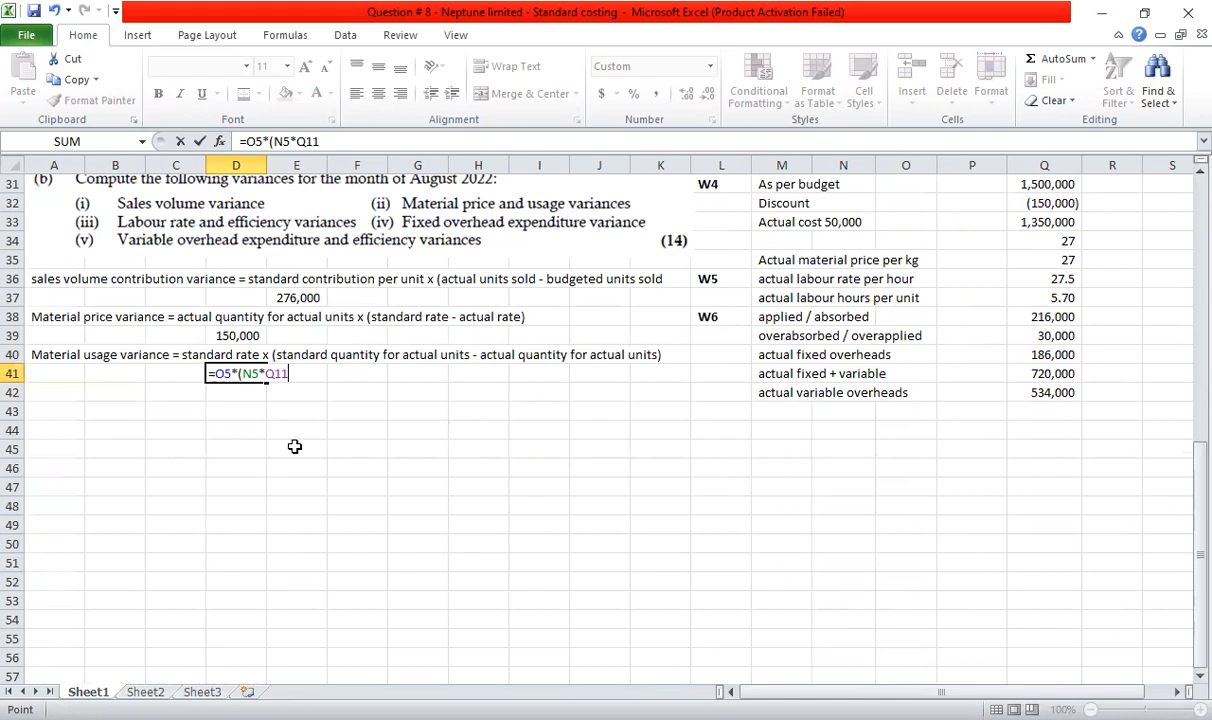 Question # 8 - Neptune limited - Standard costing - Microsoft Excel (Product Activation Failed)
File Home Insert Page Layout Formulas Data Review View
Paste Cut Copy Format Painter Clipboard
11 A A B I U A Font
Wrap Text Merge & Center Alignment
Custom $ % , Number
Conditional Formatting Format as Table Cell Styles Styles
Insert Delete Format Cells
Σ AutoSum Fill Clear Sort & Filter Find & Select Editing
SUM fx =O5*(N5*Q11
A B C D E F G H I J K L M N O P Q R S
31 (b) Compute the following variances for the month of August 2022: W4 As per budget 1,500,000
32 (i) Sales volume variance (ii) Material price and usage variances Discount (150,000)
33 (iii) Labour rate and efficiency variances (iv) Fixed overhead expenditure variance Actual cost 50,000 1,350,000
34 (v) Variable overhead expenditure and efficiency variances (14) 27
35 Actual material price per kg 27
36 sales volume contribution variance = standard contribution per unit x (actual units sold - budgeted units sold W5 actual labour rate per hour 27.5
37 276,000 actual labour hours per unit 5.70
38 Material price variance = actual quantity for actual units x (standard rate - actual rate) W6 applied / absorbed 216,000
39 150,000 overabsorbed / overapplied 30,000
40 Material usage variance = standard rate x (standard quantity for actual units - actual quantity for actual units) actual fixed overheads 186,000
41 =O5*(N5*Q11 actual fixed + variable 720,000
42 actual variable overheads 534,000
43
44
45
46
47
48
49
50
51
52
53
54
55
56
57
Sheet1 Sheet2 Sheet3
Point 100%